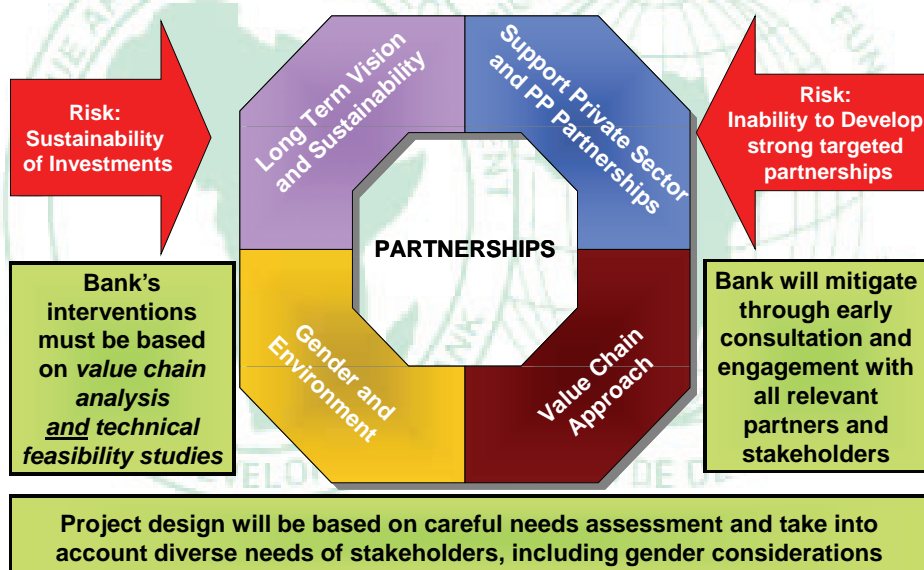 Risk:
Sustainability
of Investments
Long Term Vision
and Sustainability
Support Private Sector
and PP Partnerships
Risk:
Inability to Develop
strong targeted
partnerships
PARTNERSHIPS
Bank's
interventions
must be based
on value chain
analysis
and technical
feasibility studies
Gender and
Environment
Value Chain
Approach
Bank will mitigate
through early
consultation and
engagement with
all relevant
partners and
stakeholders
Project design will be based on careful needs assessment and take into
account diverse needs of stakeholders, including gender considerations